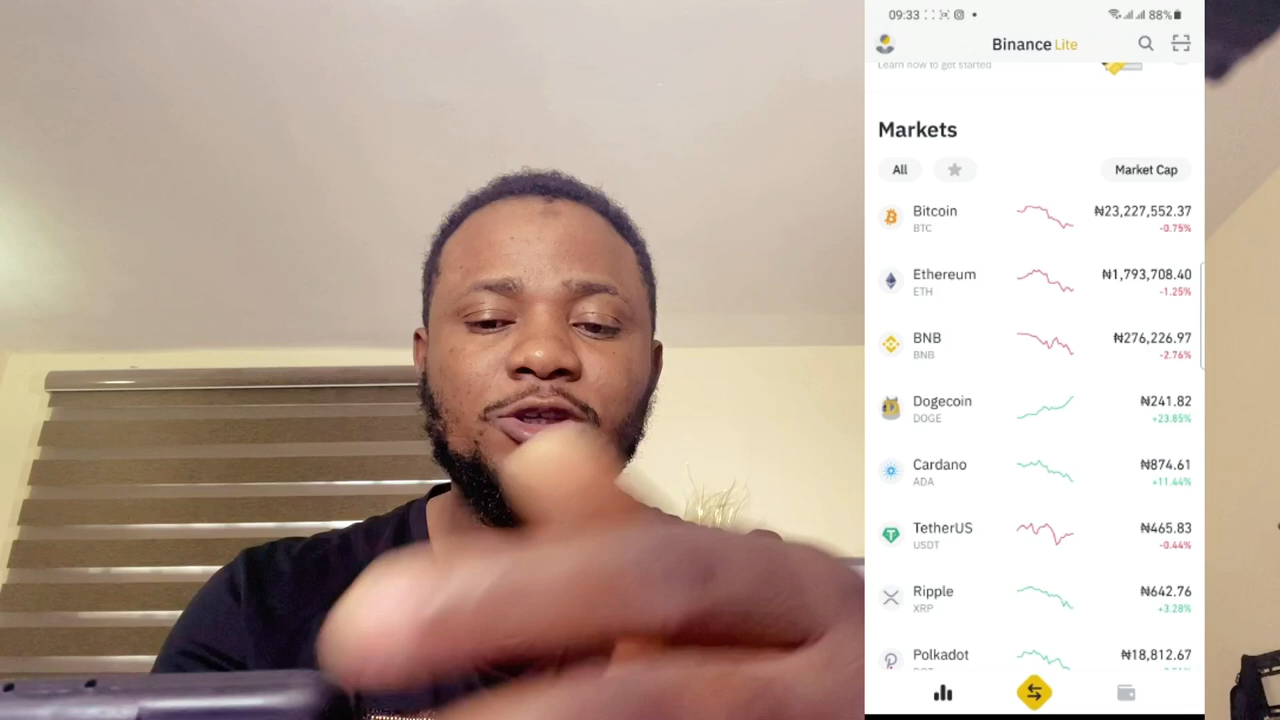 09:33
88%
Binance Lite
Learn how to get started
Markets
All
Market Cap
Bitcoin
₦23,227,552.37
BTC
-0.75%
Ethereum
₦1,793,708.40
ETH
-1.25%
BNB
₦276,226.97
BNB
-2.76%
Dogecoin
₦241.82
DOGE
+23.85%
Cardano
₦874.61
ADA
+11.44%
TetherUS
₦465.83
USDT
-0.44%
Ripple
₦642.76
XRP
+3.28%
Polkadot
₦18,812.67